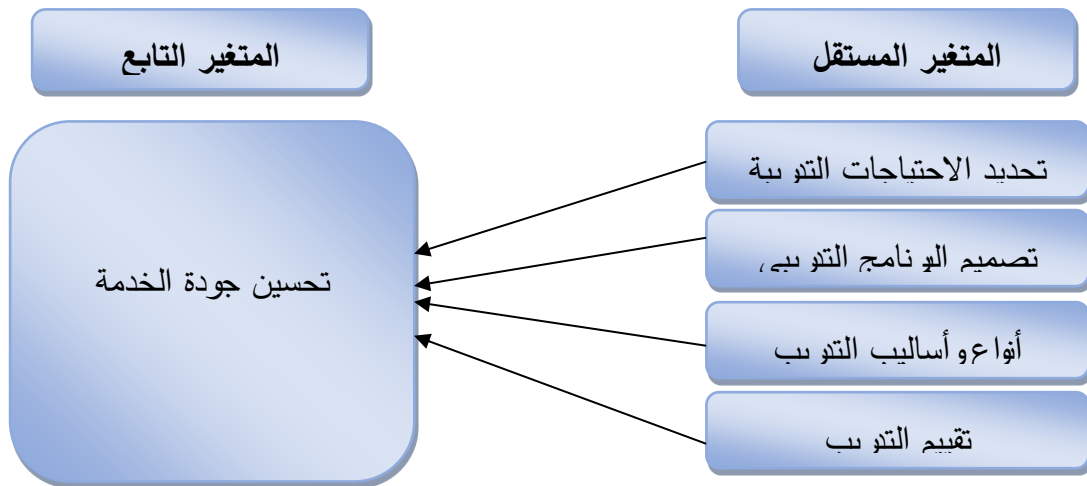 المتغير المستقل
المتغير التابع
تحديد الاحتياجات التدريبية
تصميم البرنامج التدريبي
أنواع وأساليب التدريب
تقييم التدريب
تحسين جودة الخدمة